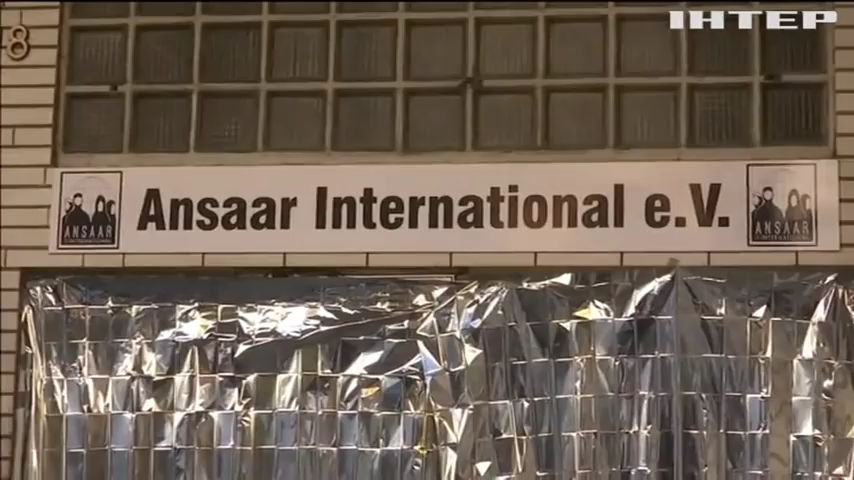 8
ІНТЕР
ANSAAR
Ansaar International e.V.
ANSAAR